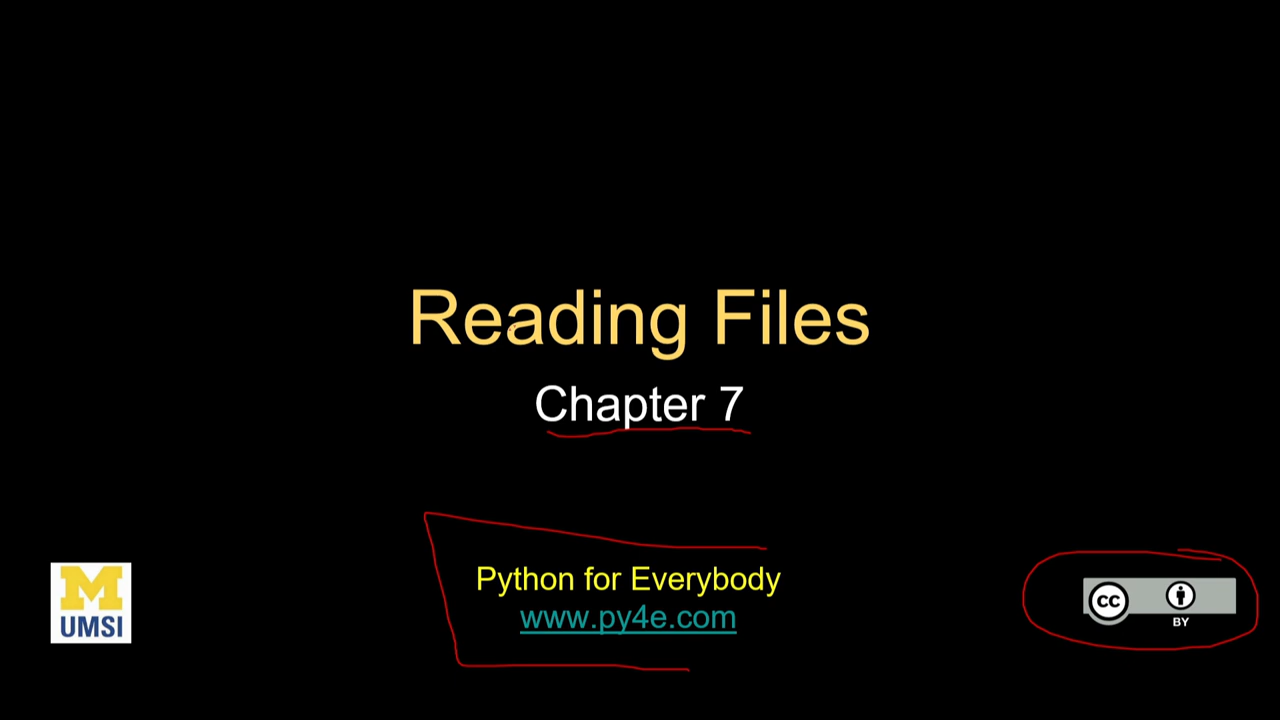 Reading Files
Chapter 7
Python for Everybody
www.py4e.com
M
UMSI
CC
BY